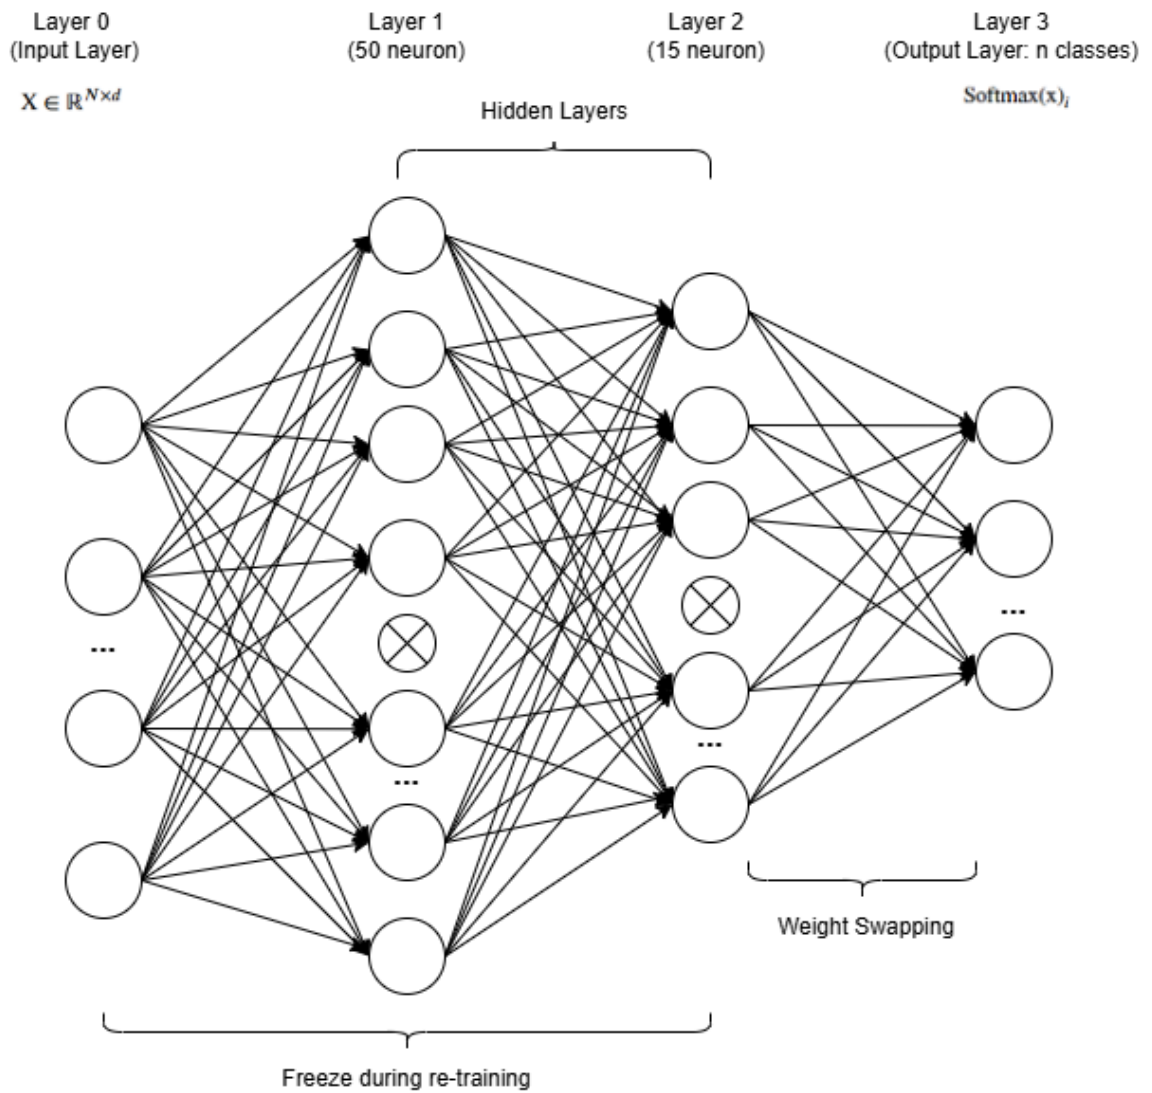 Layer 0
(Input Layer)
Layer 1
(50 neuron)
Layer 2
(15 neuron)
Layer 3
(Output Layer: n classes)
X ∈ ℝ^{N×d}
Softmax(x)_i
Hidden Layers
...
...
...
...
Weight Swapping
Freeze during re-training